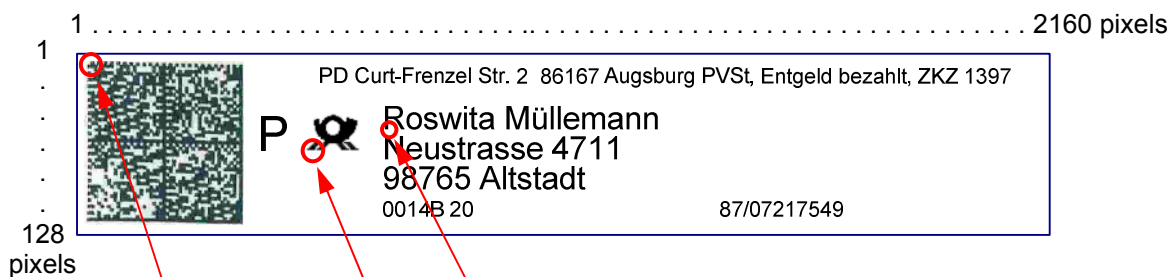 1 . . . . . . . . . . . . . . . . . . . . . . . . . . . . . .. . . . . . . . . . . . . . . . . . . . . . . . . . . . . . . . . . . 2160 pixels
1
.
.
.
.
.
128
pixels
PD Curt-Frenzel Str. 2 86167 Augsburg PVSt, Entgeld bezahlt, ZKZ 1397
P
Roswita Müllemann
Neustrasse 4711
98765 Altstadt
0014B 20 87/07217549